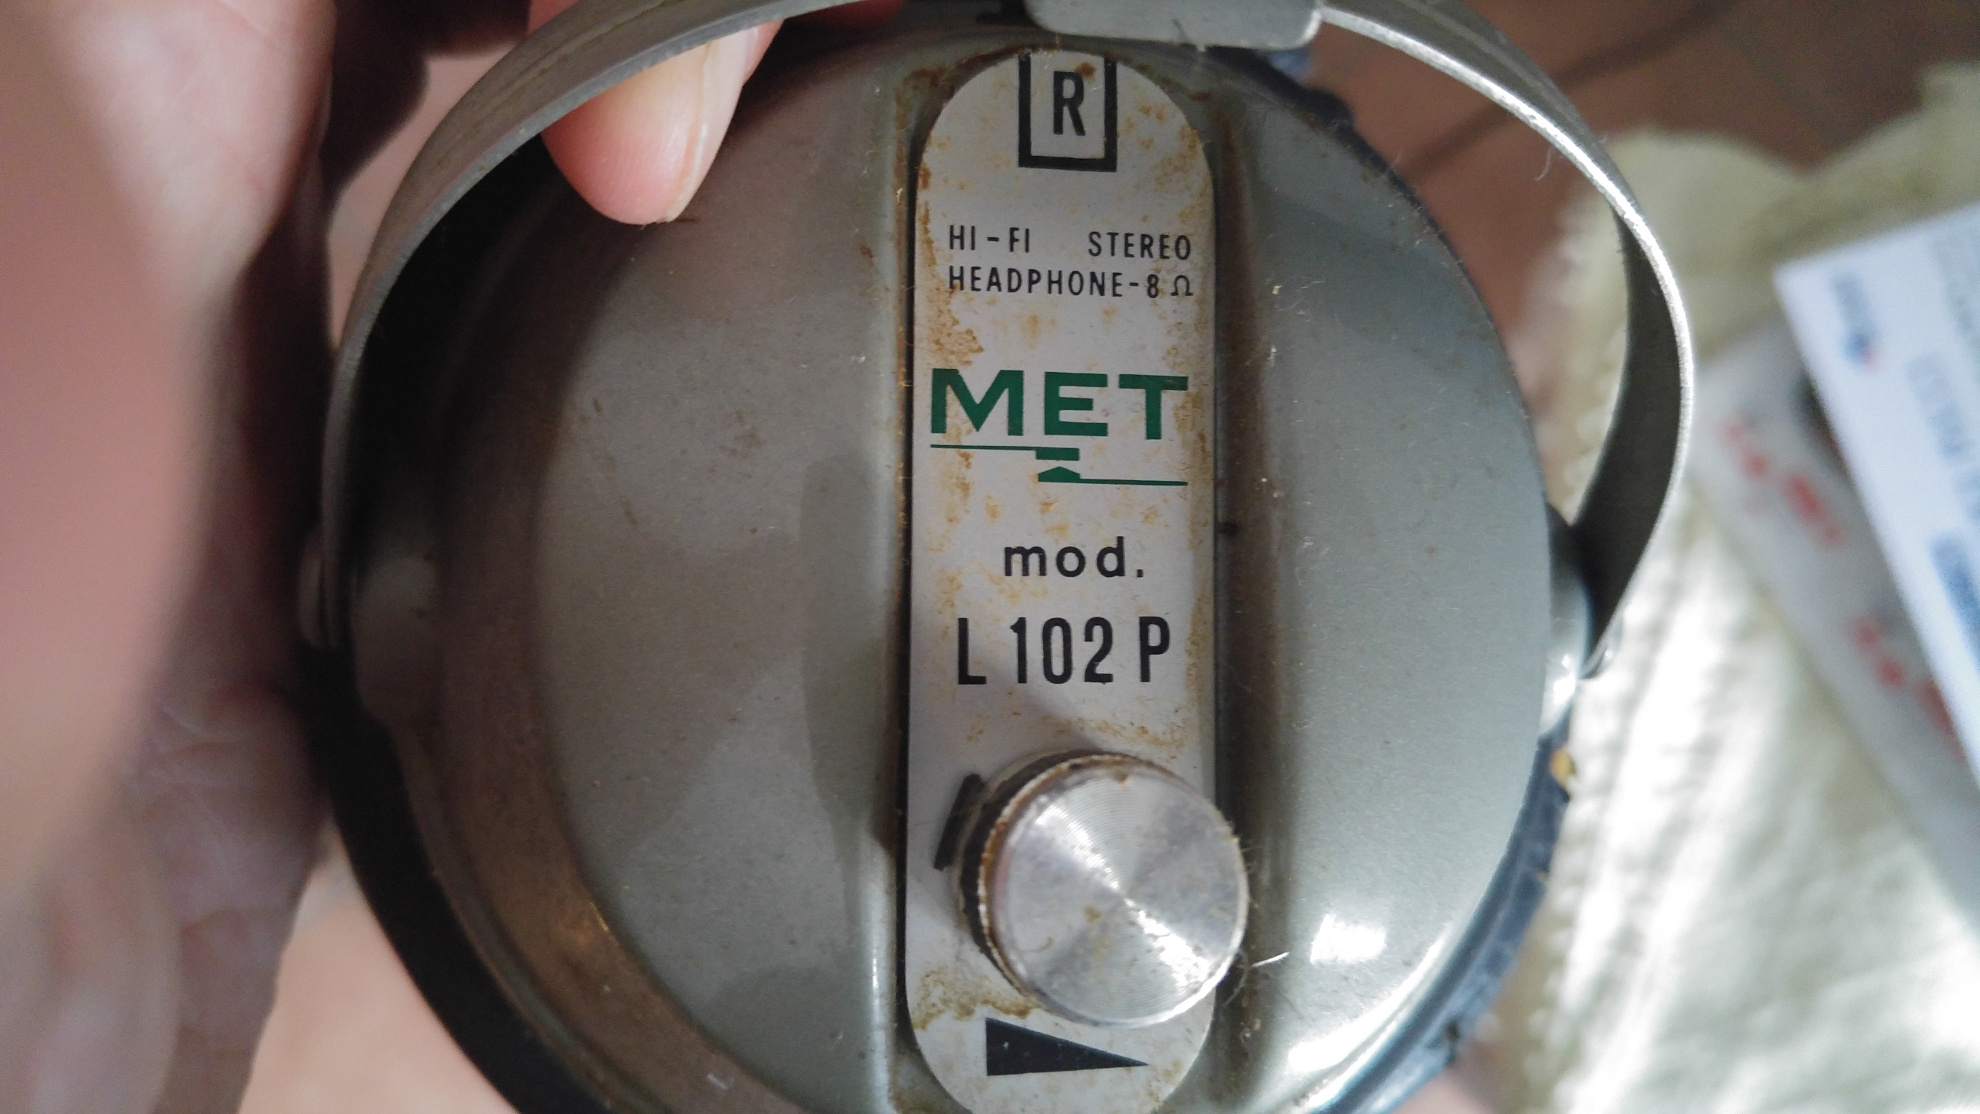 R
HI-FI STEREO
HEADPHONE-8 Ω
MET
mod.
L 102 P